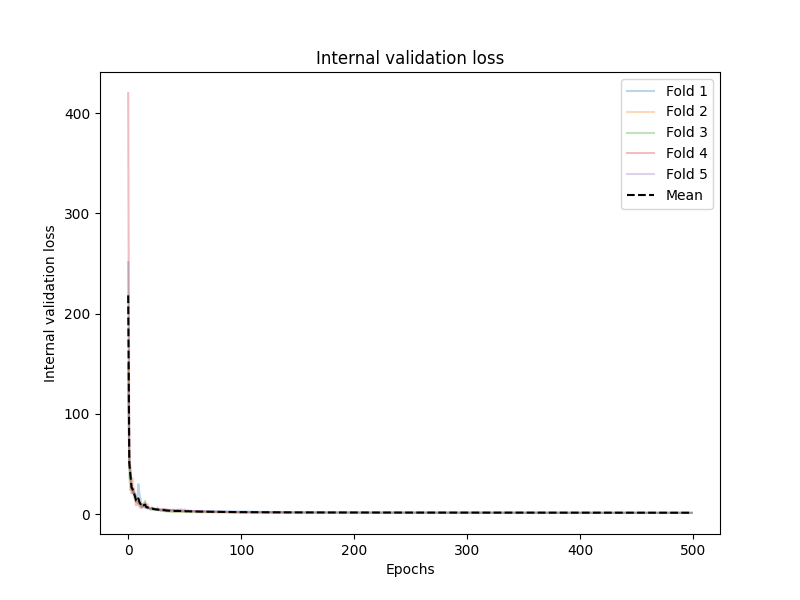 Internal validation loss
Fold 1
Fold 2
Fold 3
Fold 4
Fold 5
Mean
Internal validation loss
400
300
200
100
0
0 100 200 300 400 500
Epochs